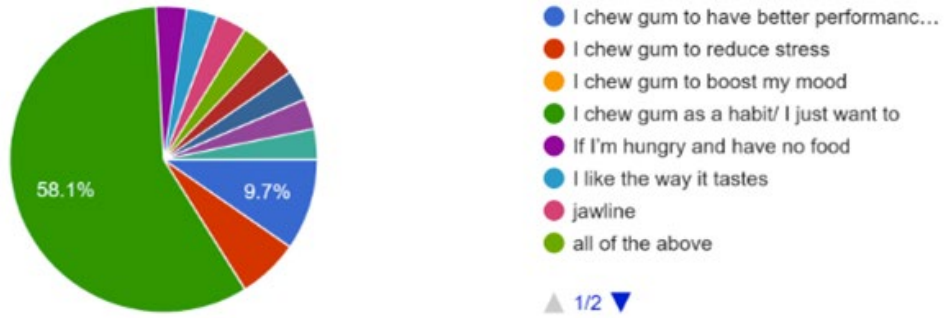 58.1%
9.7%
I chew gum to have better performanc...
I chew gum to reduce stress
I chew gum to boost my mood
I chew gum as a habit/ I just want to
If I'm hungry and have no food
I like the way it tastes
jawline
all of the above
1/2